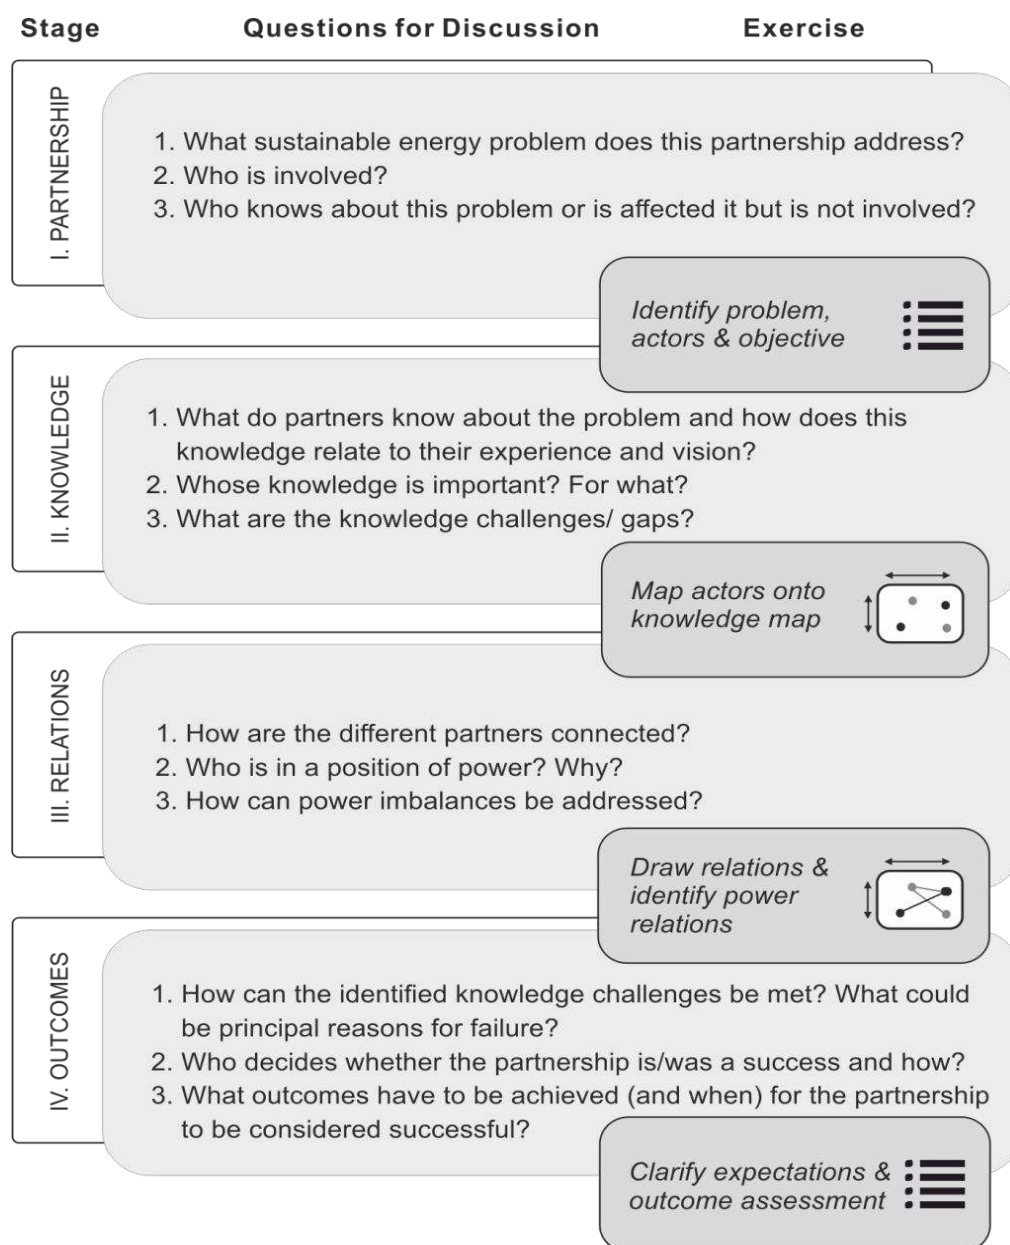 Stage Questions for Discussion Exercise
I. PARTNERSHIP
1. What sustainable energy problem does this partnership address?
2. Who is involved?
3. Who knows about this problem or is affected it but is not involved?
Identify problem,
actors & objective
II. KNOWLEDGE
1. What do partners know about the problem and how does this
knowledge relate to their experience and vision?
2. Whose knowledge is important? For what?
3. What are the knowledge challenges/ gaps?
Map actors onto
knowledge map
III. RELATIONS
1. How are the different partners connected?
2. Who is in a position of power? Why?
3. How can power imbalances be addressed?
Draw relations &
identify power
relations
IV. OUTCOMES
1. How can the identified knowledge challenges be met? What could
be principal reasons for failure?
2. Who decides whether the partnership is/was a success and how?
3. What outcomes have to be achieved (and when) for the partnership
to be considered successful?
Clarify expectations &
outcome assessment